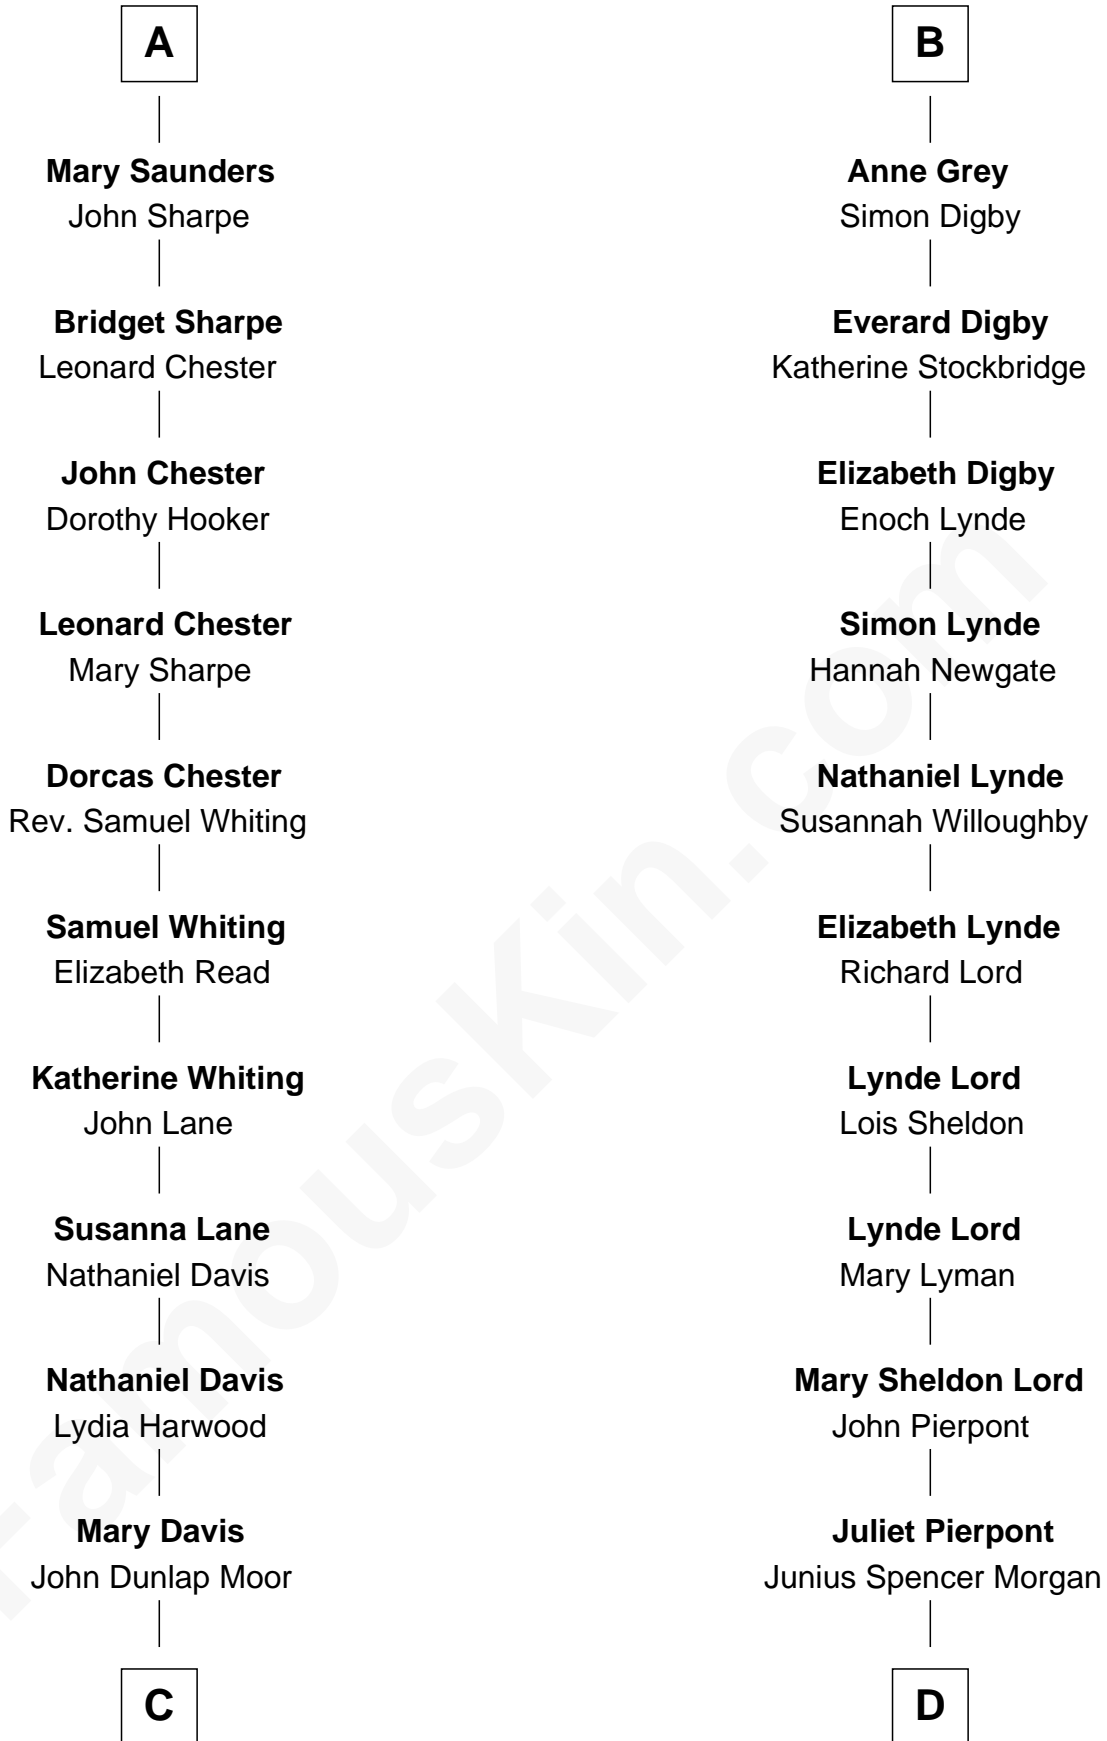 A
Mary Saunders
John Sharpe
Bridget Sharpe
Leonard Chester
John Chester
Dorothy Hooker
Leonard Chester
Mary Sharpe
Dorcas Chester
Rev. Samuel Whiting
Samuel Whiting
Elizabeth Read
Katherine Whiting
John Lane
Susanna Lane
Nathaniel Davis
Nathaniel Davis
Lydia Harwood
Mary Davis
John Dunlap Moor
C
B
Anne Grey
Simon Digby
Everard Digby
Katherine Stockbridge
Elizabeth Digby
Enoch Lynde
Simon Lynde
Hannah Newgate
Nathaniel Lynde
Susannah Willoughby
Elizabeth Lynde
Richard Lord
Lynde Lord
Lois Sheldon
Lynde Lord
Mary Lyman
Mary Sheldon Lord
John Pierpont
Juliet Pierpont
Junius Spencer Morgan
D
FamousKin.com